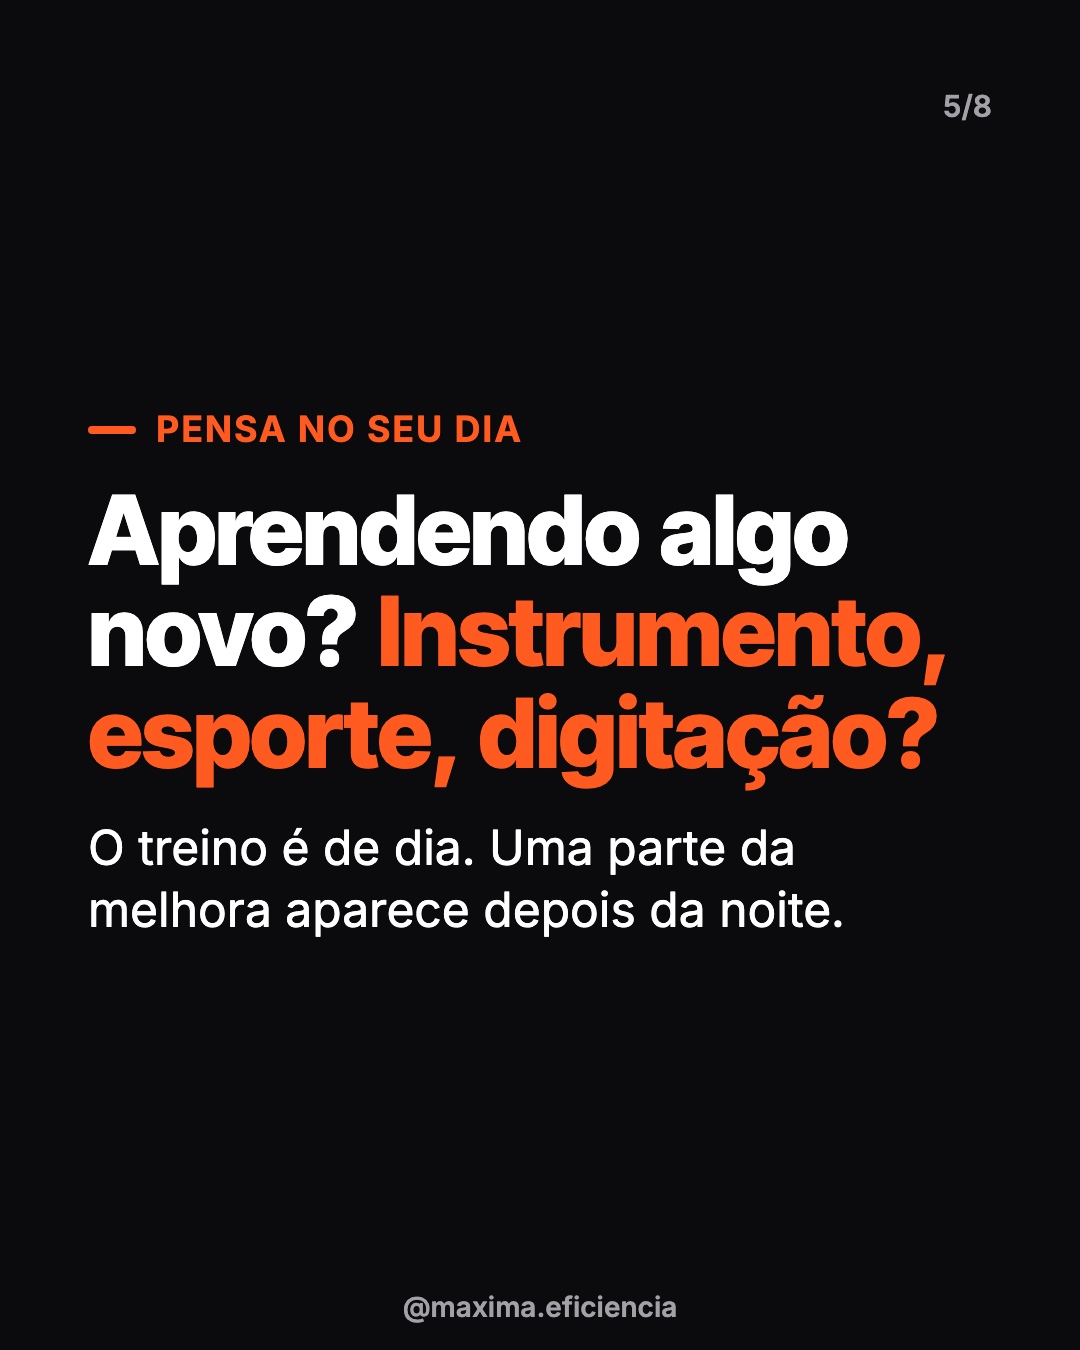 5/8
PENSA NO SEU DIA
Aprendendo algo
novo? Instrumento,
esporte, digitação?
O treino é de dia. Uma parte da
melhora aparece depois da noite.
@maxima.eficiencia